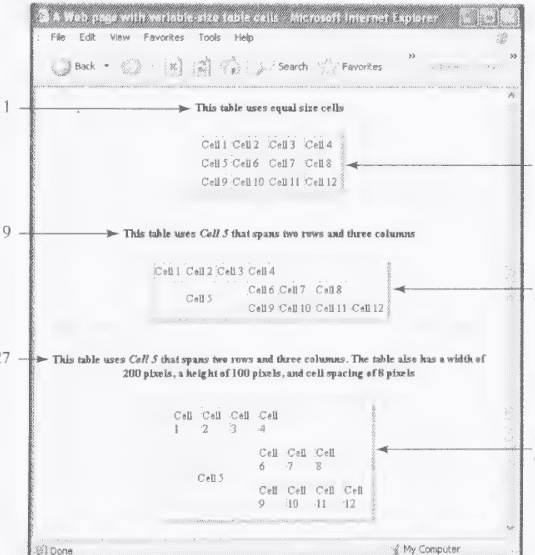 A Web page with variable-size table cells - Microsoft Internet Explorer
File Edit View Favorites Tools Help
Back Search Favorites »
1 This table uses equal size cells
Cell 1 Cell 2 Cell 3 Cell 4
Cell 5 Cell 6 Cell 7 Cell 8
Cell 9 Cell 10 Cell 11 Cell 12
9 This table uses Cell 5 that spans two rows and three columns
Cell 1 Cell 2 Cell 3 Cell 4
Cell 5
Cell 6 Cell 7 Cell 8
Cell 9 Cell 10 Cell 11 Cell 12
27 This table uses Cell 5 that spans two rows and three columns. The table also has a width of
200 pixels, a height of 100 pixels, and cell spacing of 8 pixels
Cell Cell Cell Cell
1 2 3 4
Cell Cell Cell
6 7 8
Cell 5
Cell Cell Cell Cell
9 10 11 12
Done My Computer